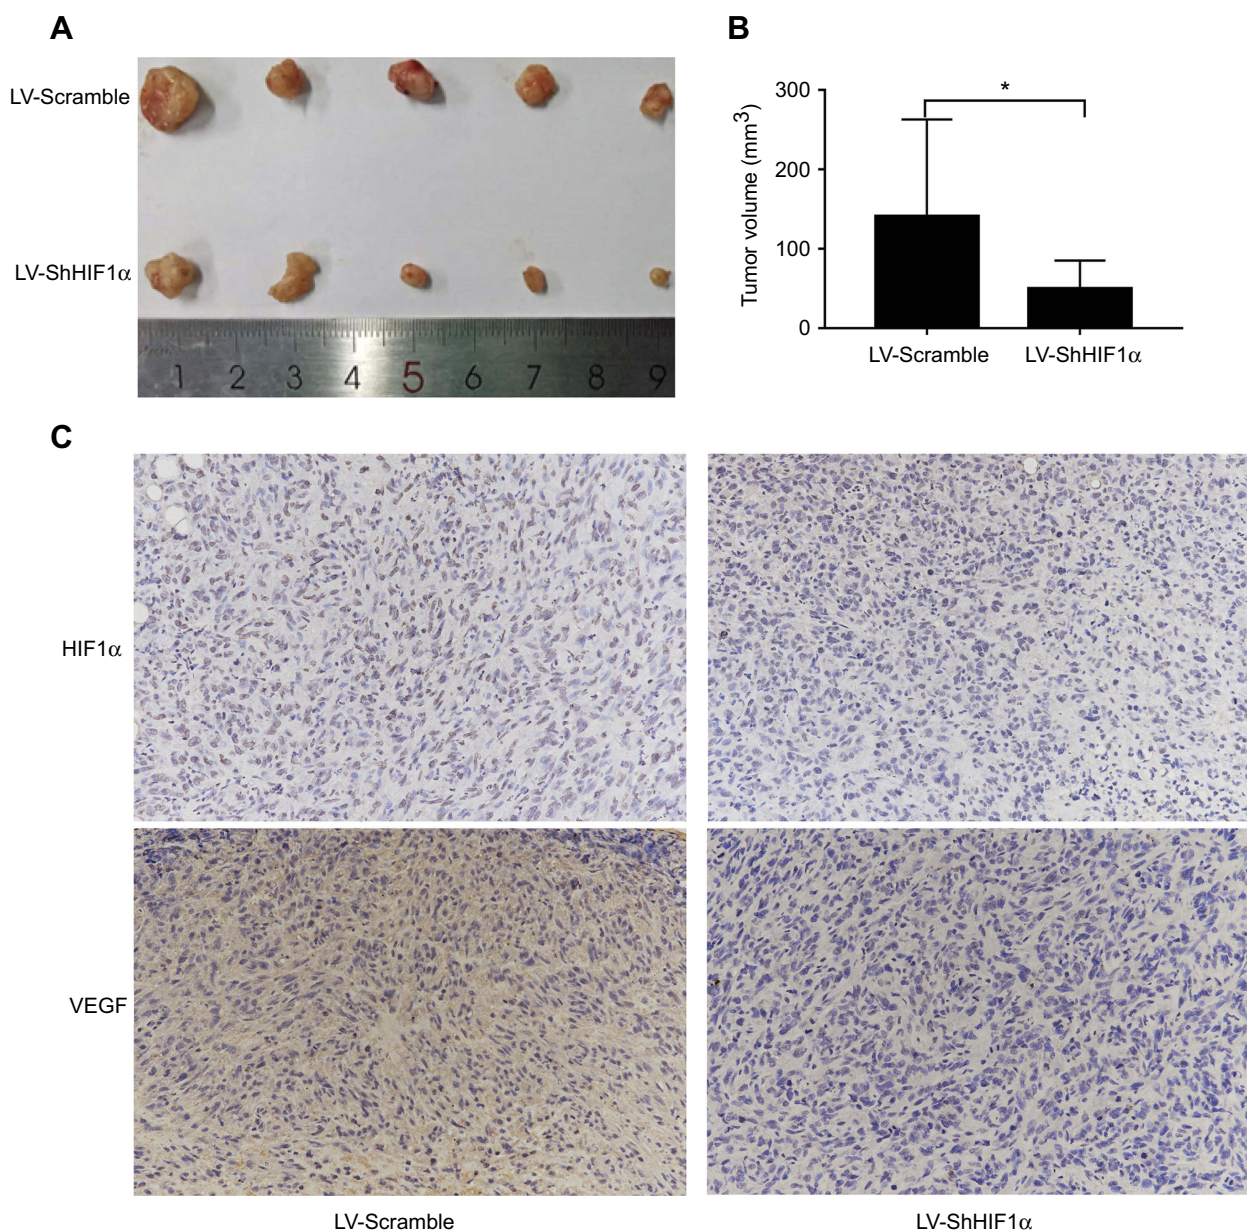 A
LV-Scramble
LV-ShHIF1α
1 2 3 4 5 6 7 8 9
B
Tumor volume (mm3)
300
200
100
0
*
LV-Scramble
LV-ShHIF1α
C
HIF1α
VEGF
LV-Scramble
LV-ShHIF1α